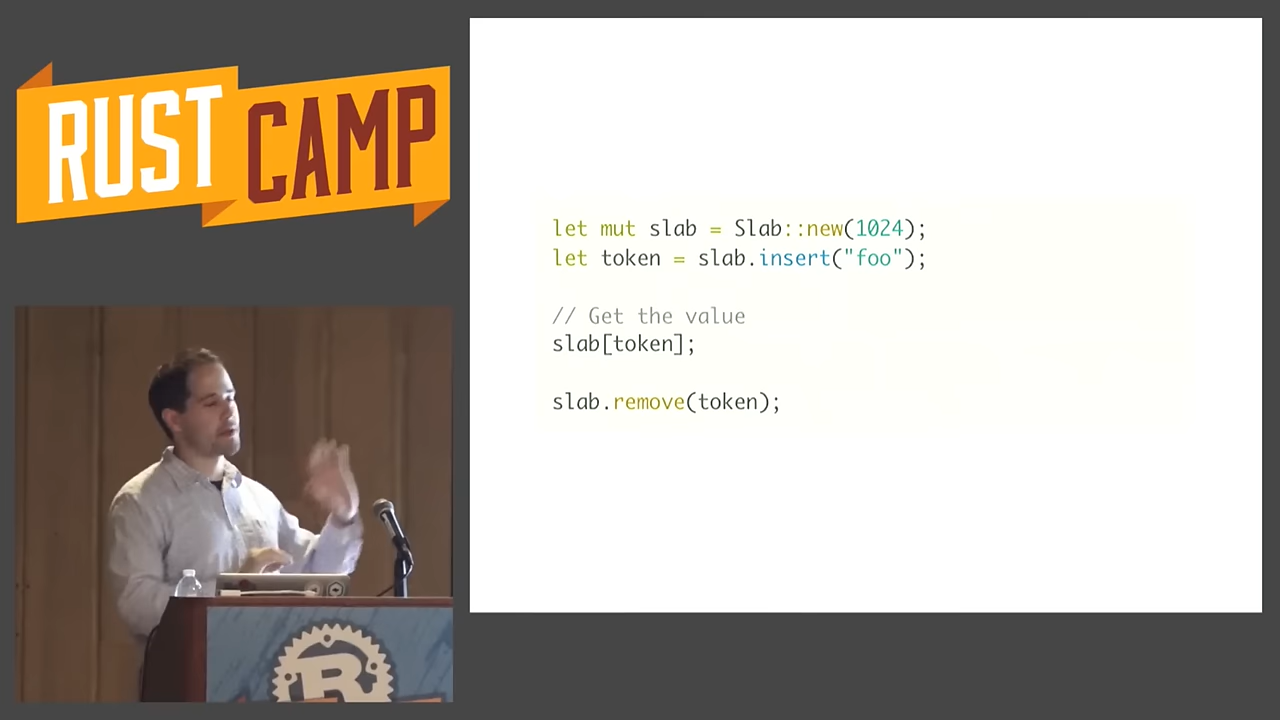 RUST CAMP
let mut slab = Slab::new(1024);
let token = slab.insert("foo");
// Get the value
slab[token];
slab.remove(token);
R